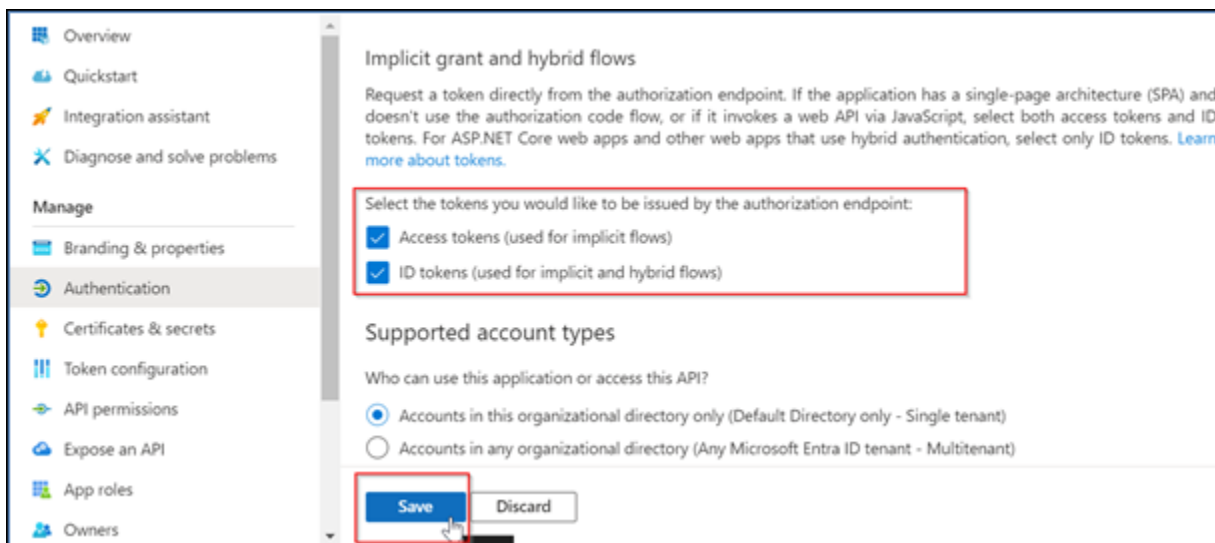 Overview
Quickstart
Integration assistant
Diagnose and solve problems
Manage
Branding & properties
Authentication
Certificates & secrets
Token configuration
API permissions
Expose an API
App roles
Owners
Implicit grant and hybrid flows
Request a token directly from the authorization endpoint. If the application has a single-page architecture (SPA) and
doesn't use the authorization code flow, or if it invokes a web API via JavaScript, select both access tokens and ID
tokens. For ASP.NET Core web apps and other web apps that use hybrid authentication, select only ID tokens. Learn
more about tokens.
Select the tokens you would like to be issued by the authorization endpoint:
Access tokens (used for implicit flows)
ID tokens (used for implicit and hybrid flows)
Supported account types
Who can use this application or access this API?
Accounts in this organizational directory only (Default Directory only - Single tenant)
Accounts in any organizational directory (Any Microsoft Entra ID tenant - Multitenant)
Save
Discard